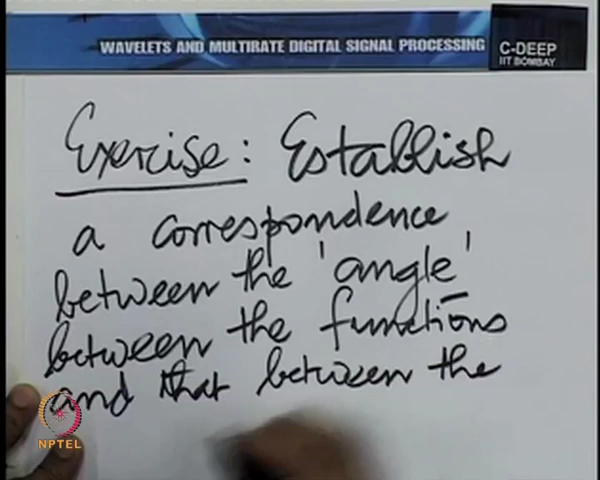 WAVELETS AND MULTIRATE DIGITAL SIGNAL PROCESSING
C-DEEP
IIT BOMBAY
Exercise: Establish
a correspondence
between the 'angle'
between the functions
and that between the
NPTEL